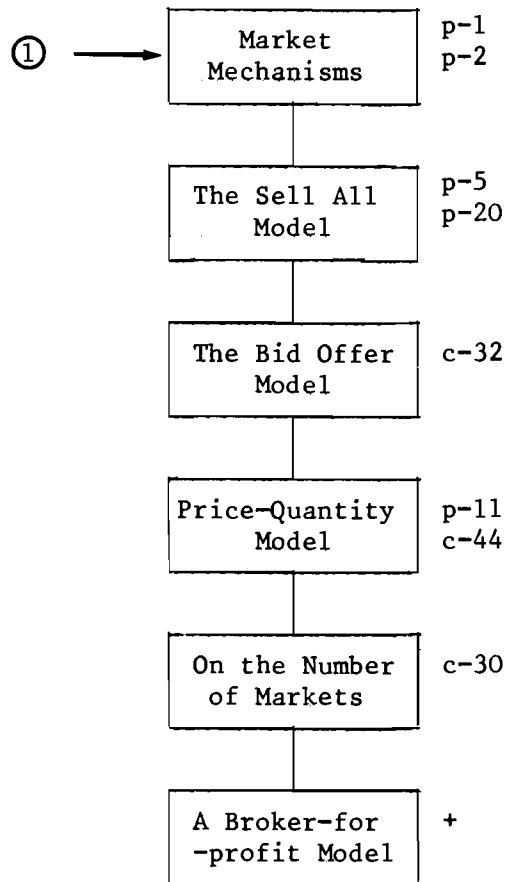 ① Market p-1
Mechanisms p-2
The Sell All p-5
Model p-20
The Bid Offer c-32
Model
Price-Quantity p-11
Model c-44
On the Number c-30
of Markets
A Broker-for +
-profit Model